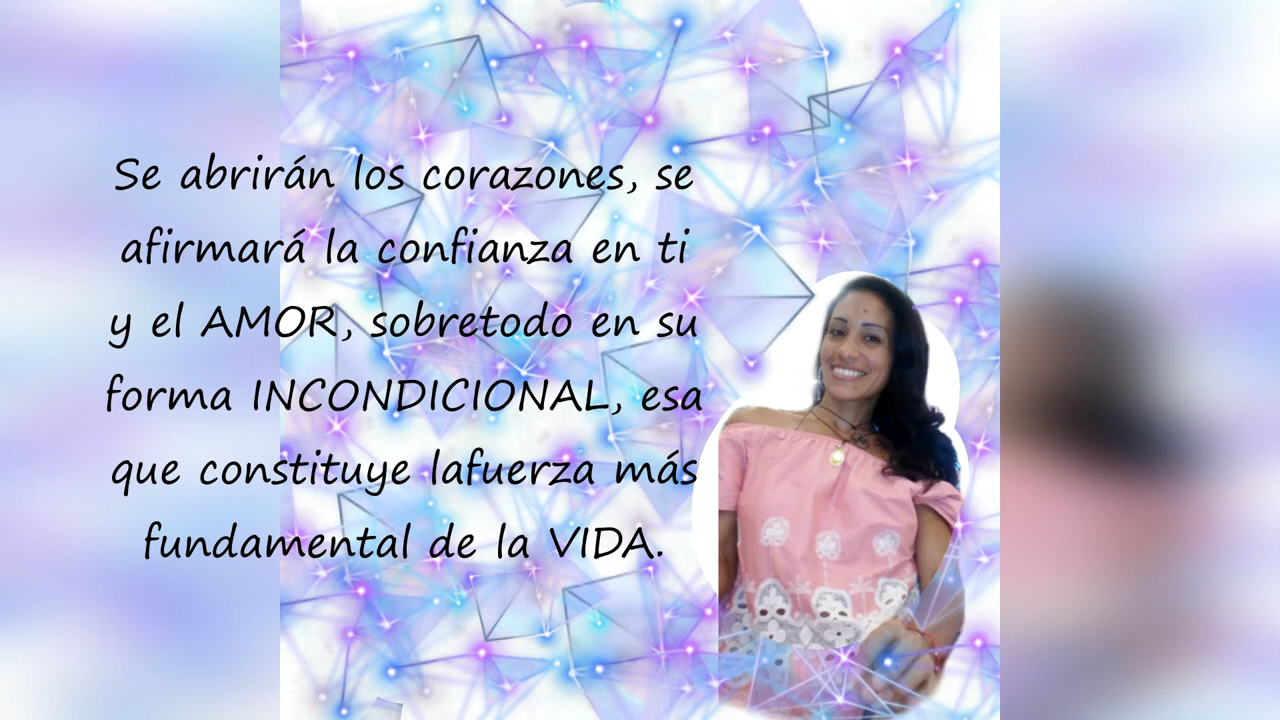 Se abrirán los corazones, se
afirmará la confianza en ti
y el AMOR, sobretodo en su
forma INCONDICIONAL, esa
que constituye lafuerza más
fundamental de la VIDA.